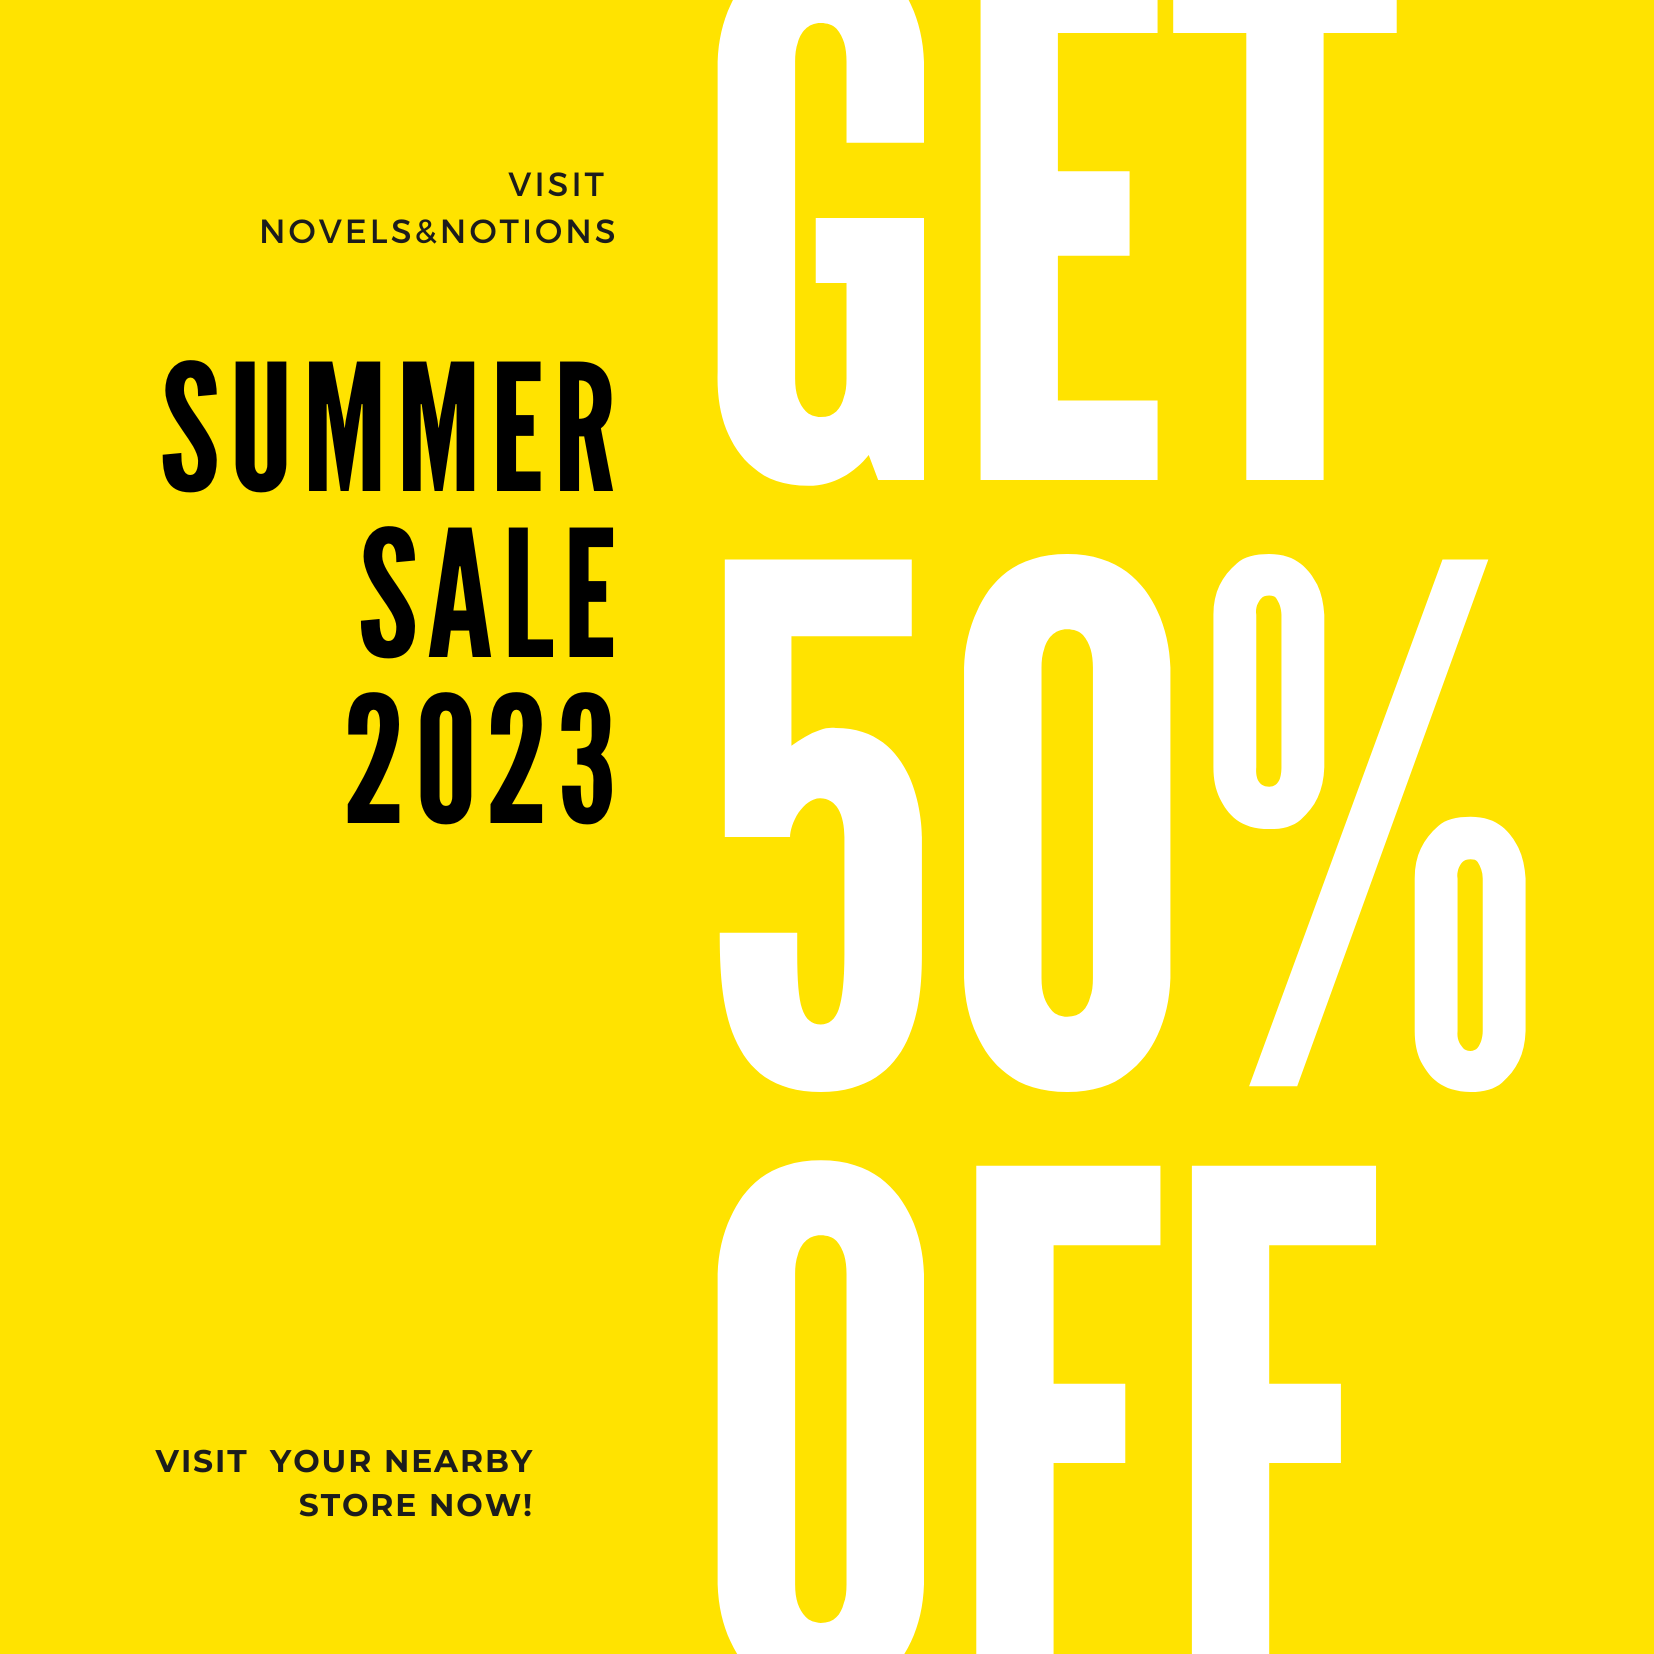 VISIT
NOVELS&NOTIONS
SUMMER
SALE
2023
VISIT  YOUR NEARBY
STORE NOW!
GET
50%
OFF